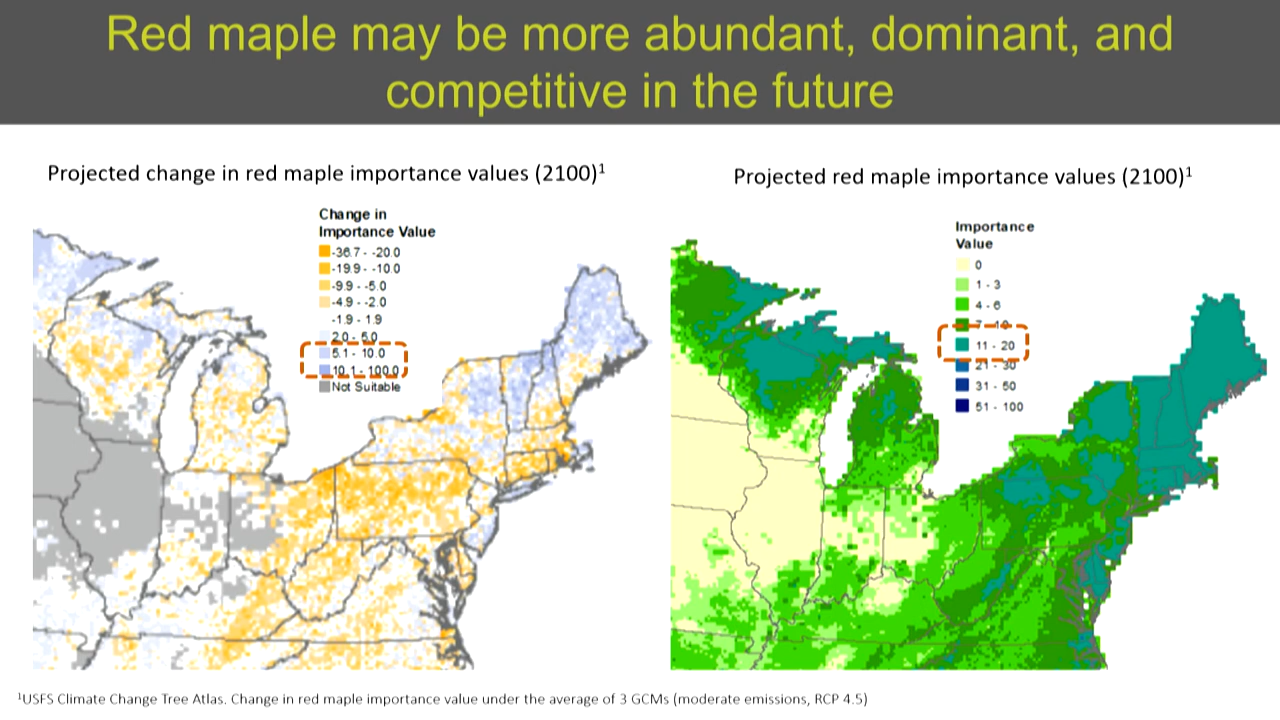 Red maple may be more abundant, dominant, and
competitive in the future
Projected change in red maple importance values (2100)¹
Change in
Importance Value
-36.7 - -20.0
-19.9 - -10.0
-9.9 - -5.0
-4.9 - -2.0
-1.9 - 1.9
2.0 - 5.0
5.1 - 10.0
10.1 - 100.0
Not Suitable
Projected red maple importance values (2100)¹
Importance
Value
0
1 - 3
4 - 6
7 - 10
11 - 20
21 - 30
31 - 50
51 - 100
¹USFS Climate Change Tree Atlas. Change in red maple importance value under the average of 3 GCMs (moderate emissions, RCP 4.5)